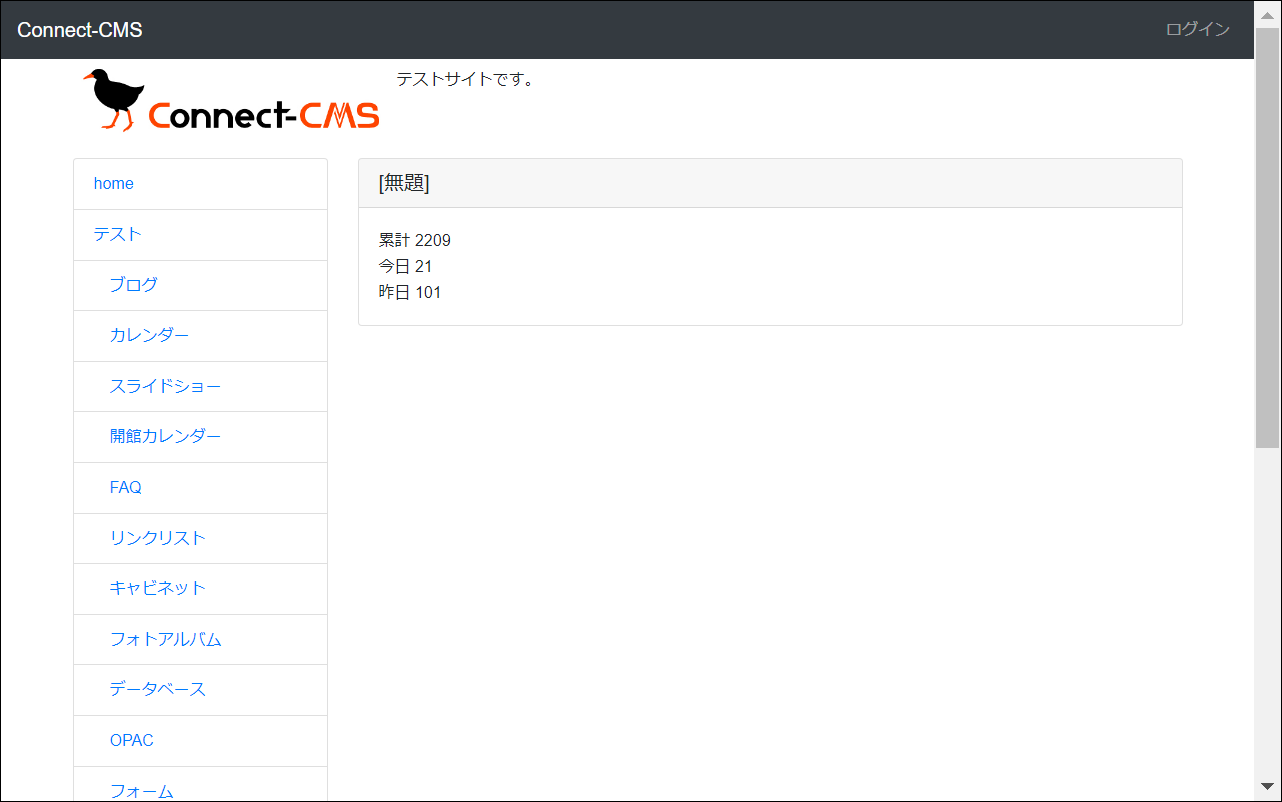 Connect-CMS
ログイン
Connect-CMS
テストサイトです。
home
テスト
ブログ
カレンダー
スライドショー
開館カレンダー
FAQ
リンクリスト
キャビネット
フォトアルバム
データベース
OPAC
フォーム
[無題]
累計 2209
今日 21
昨日 101